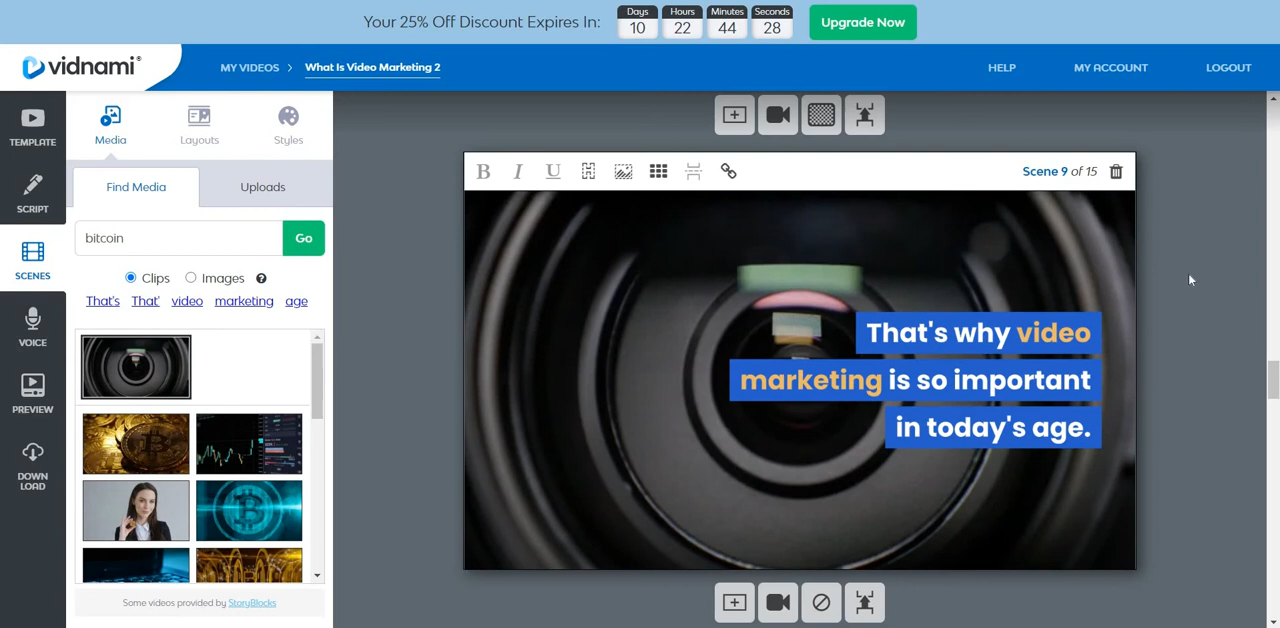 Your 25% Off Discount Expires In:
Days Hours Minutes Seconds
10 22 44 28
Upgrade Now
vidnami®
MY VIDEOS > What Is Video Marketing 2
HELP MY ACCOUNT LOGOUT
TEMPLATE
SCRIPT
SCENES
VOICE
PREVIEW
DOWN
LOAD
Media Layouts Styles
Find Media Uploads
bitcoin Go
Clips Images ?
That's That' video marketing age
Some videos provided by StoryBlocks
B I U H Scene 9 of 15
That's why video
marketing is so important
in today's age.